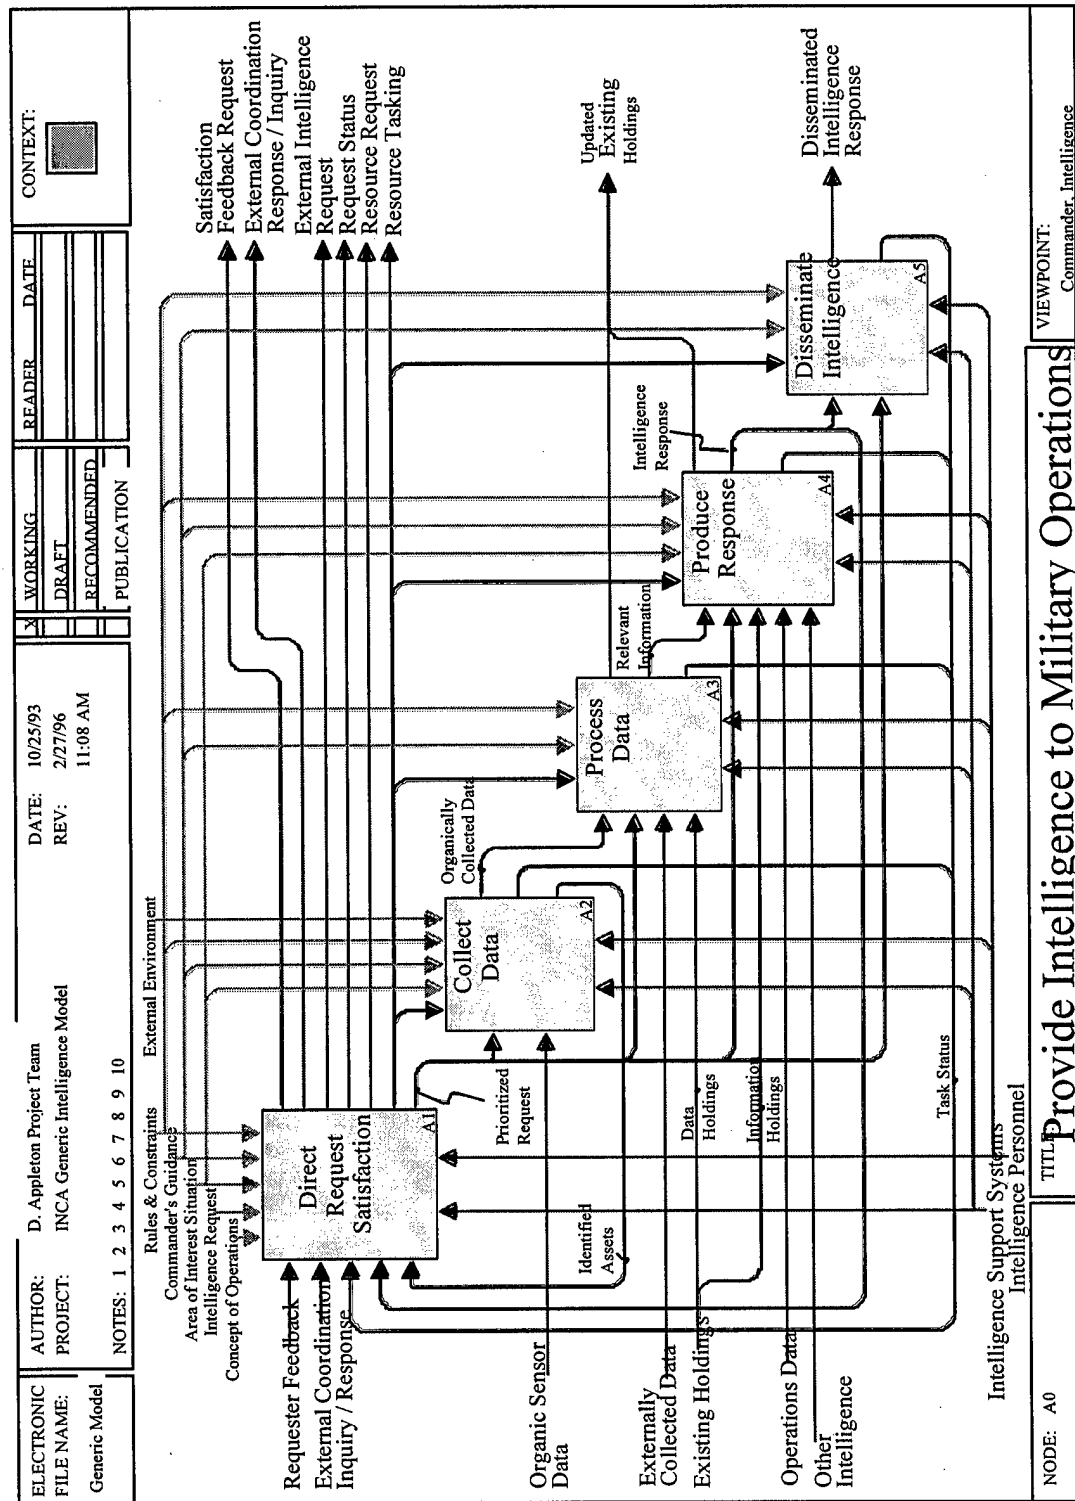 ELECTRONIC
FILE NAME:
Generic Model
AUTHOR: D. Appleton Project Team
PROJECT: INCA Generic Intelligence Model
NOTES: 1 2 3 4 5 6 7 8 9 10
DATE: 10/25/93
REV: 2/27/96
11:08 AM
X WORKING
DRAFT
RECOMMENDED
PUBLICATION
READER DATE
CONTEXT:
Rules & Constraints
External Environment
Commander's Guidance
Area of Interest Situation
Intelligence Request
Concept of Operations
Satisfaction
Feedback Request
External Coordination
Response / Inquiry
External Intelligence
Request
Request Status
Resource Request
Resource Tasking
Direct
Request
Satisfaction
A1
Requester Feedback
External Coordination
Inquiry / Response
Prioritized
Request
Collect
Data
A2
Organically
Collected Data
Identified
Assets
Organic Sensor
Data
Process
Data
A3
Relevant
Information
Updated
Existing
Holdings
Externally
Collected Data
Existing Holdings
Data
Holdings
Information
Holdings
Produce
Response
A4
Intelligence
Response
Operations Data
Other
Intelligence
Disseminate
Intelligence
A5
Disseminated
Intelligence
Response
Task Status
Intelligence Support Systems
Intelligence Personnel
NODE: A0
TITLE:
Provide Intelligence to Military Operations
VIEWPOINT:
Commander, Intelligence